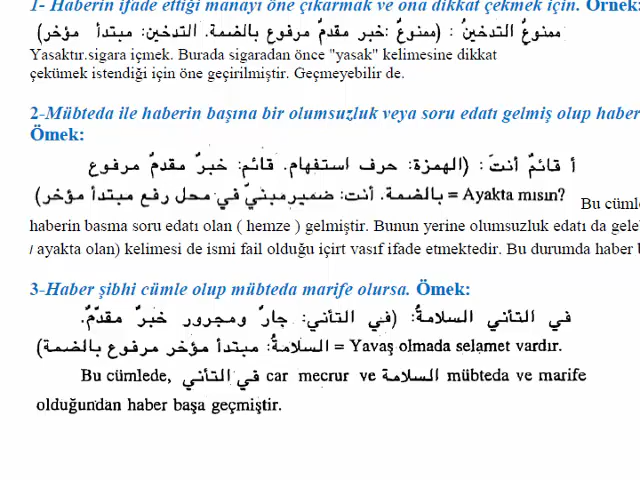 1- Haberin ifade ettiği manayı öne çıkarmak ve ona dikkat çekmek için. Örnek:
ممنوعٌ التدخينُ : (ممنوعٌ :خبر مقدمٌ مرفوع بالضمة. التدخين: مبتدأ مؤخر)
Yasaktır.sigara içmek. Burada sigaradan önce "yasak" kelimesine dikkat
çekümek istendiği için öne geçirilmiştir. Geçmeyebilir de.
2-Mübteda ile haberin başına bir olumsuzluk veya soru edatı gelmiş olup haber
Örnek:
أ قائمٌ أنتَ : (الهمزة: حرف استفهام. قائم: خبرٌ مقدمٌ مرفوع
بالضمة. أنت: ضمير مبنيٌّ في محل رفع مبتدأ مؤخر) = Ayakta mısın? Bu cümle
haberin basma soru edatı olan ( hemze ) gelmiştir. Bunun yerine olumsuzluk edatı da
/ ayakta olan) kelimesi de ismi fail olduğu içirt vasıf ifade etmektedir. Bu durumda haber
3-Haber şibhi cümle olup mübteda marife olursa. Örnek:
في التأني السلامةُ: (في التأني: جارٌ ومجرور خبرٌ مقدّمٌ.
السلامةُ: مبتدأ مؤخر مرفوع بالضمة) = Yavaş olmada selamet vardır.
Bu cümlede, في التأني car mecrur ve السلامة mübteda ve marife
olduğundan haber başa geçmiştir.